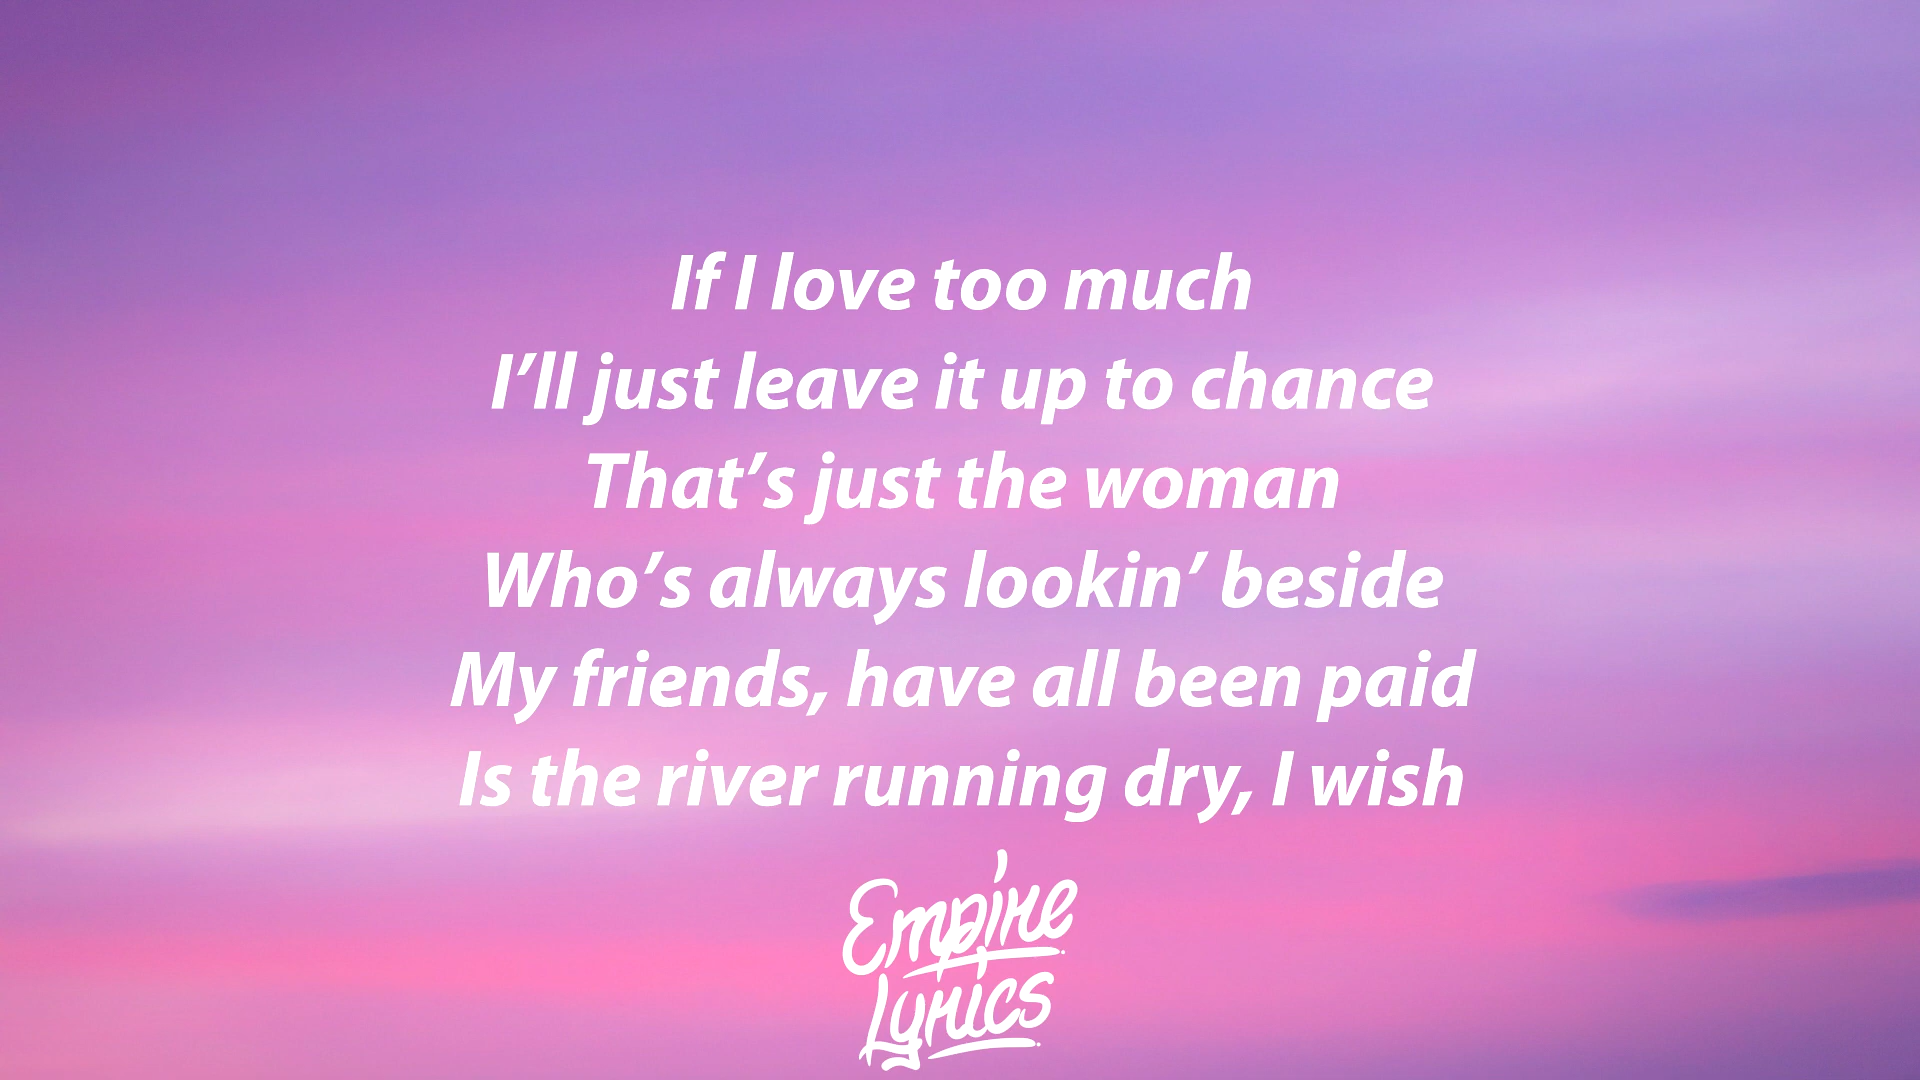 If I love too much
I’ll just leave it up to chance
That’s just the woman
Who’s always lookin’ beside
My friends, have all been paid
Is the river running dry, I wish
Empire
Lyrics